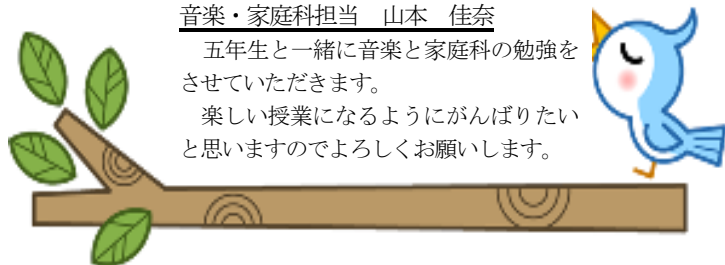 音楽・家庭科担当　山本　佳奈
　五年生と一緒に音楽と家庭科の勉強を
させていただきます。
　楽しい授業になるようにがんばりたい
と思いますのでよろしくお願いします。